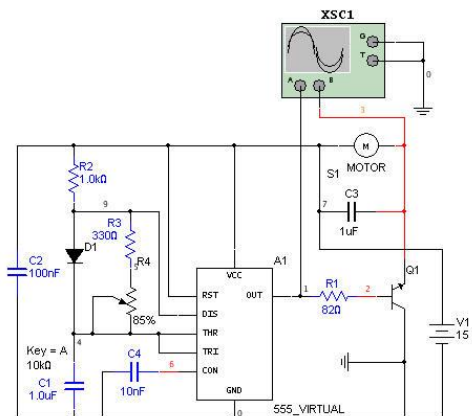 XSC1
G
T
A
B
0
3
M
MOTOR
S1
R2
1.0kΩ
9
7
C3
1uF
R3
330Ω
D1
5
R4
C2
100nF
A1
VCC
RST
OUT
DIS
THR
TRI
CON
GND
1
R1
82Ω
2
Q1
85%
V1
15
Key = A
10kΩ
4
C4
10nF
6
C1
1.0uF
0
555_VIRTUAL